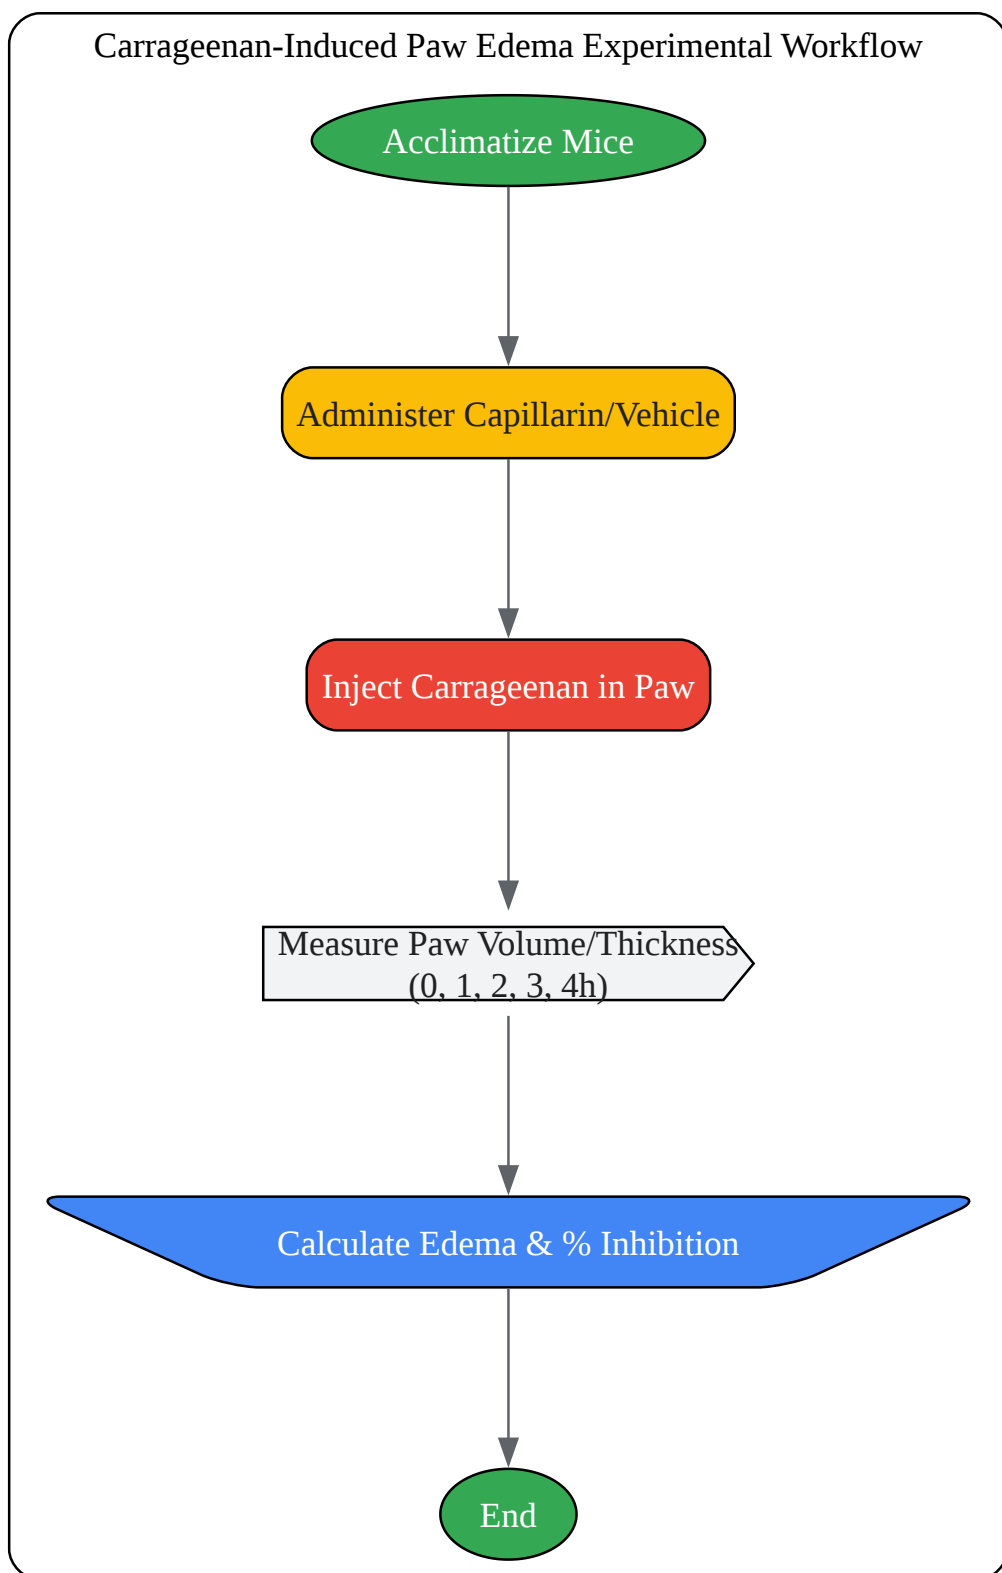 Carrageenan-Induced Paw Edema Experimental Workflow
Acclimatize Mice
Administer Capillarin/Vehicle
Inject Carrageenan in Paw
Measure Paw Volume/Thickness
(0, 1, 2, 3, 4h)
Calculate Edema & % Inhibition
End